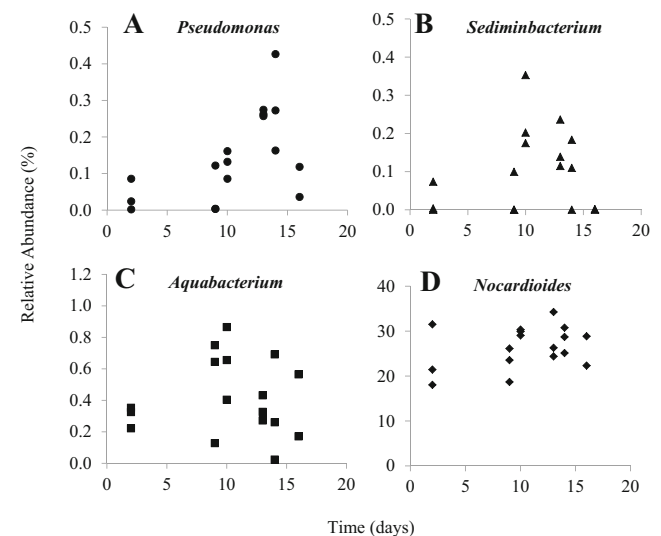 A Pseudomonas
0.5
0.4
0.3
0.2
0.1
0.0
0 5 10 15 20
B Sediminbacterium
0.5
0.4
0.3
0.2
0.1
0.0
0 5 10 15 20
Relative Abundance (%)
C Aquabacterium
1.2
1.0
0.8
0.6
0.4
0.2
0.0
0 5 10 15 20
D Nocardioides
40
30
20
10
0
0 5 10 15 20
Time (days)